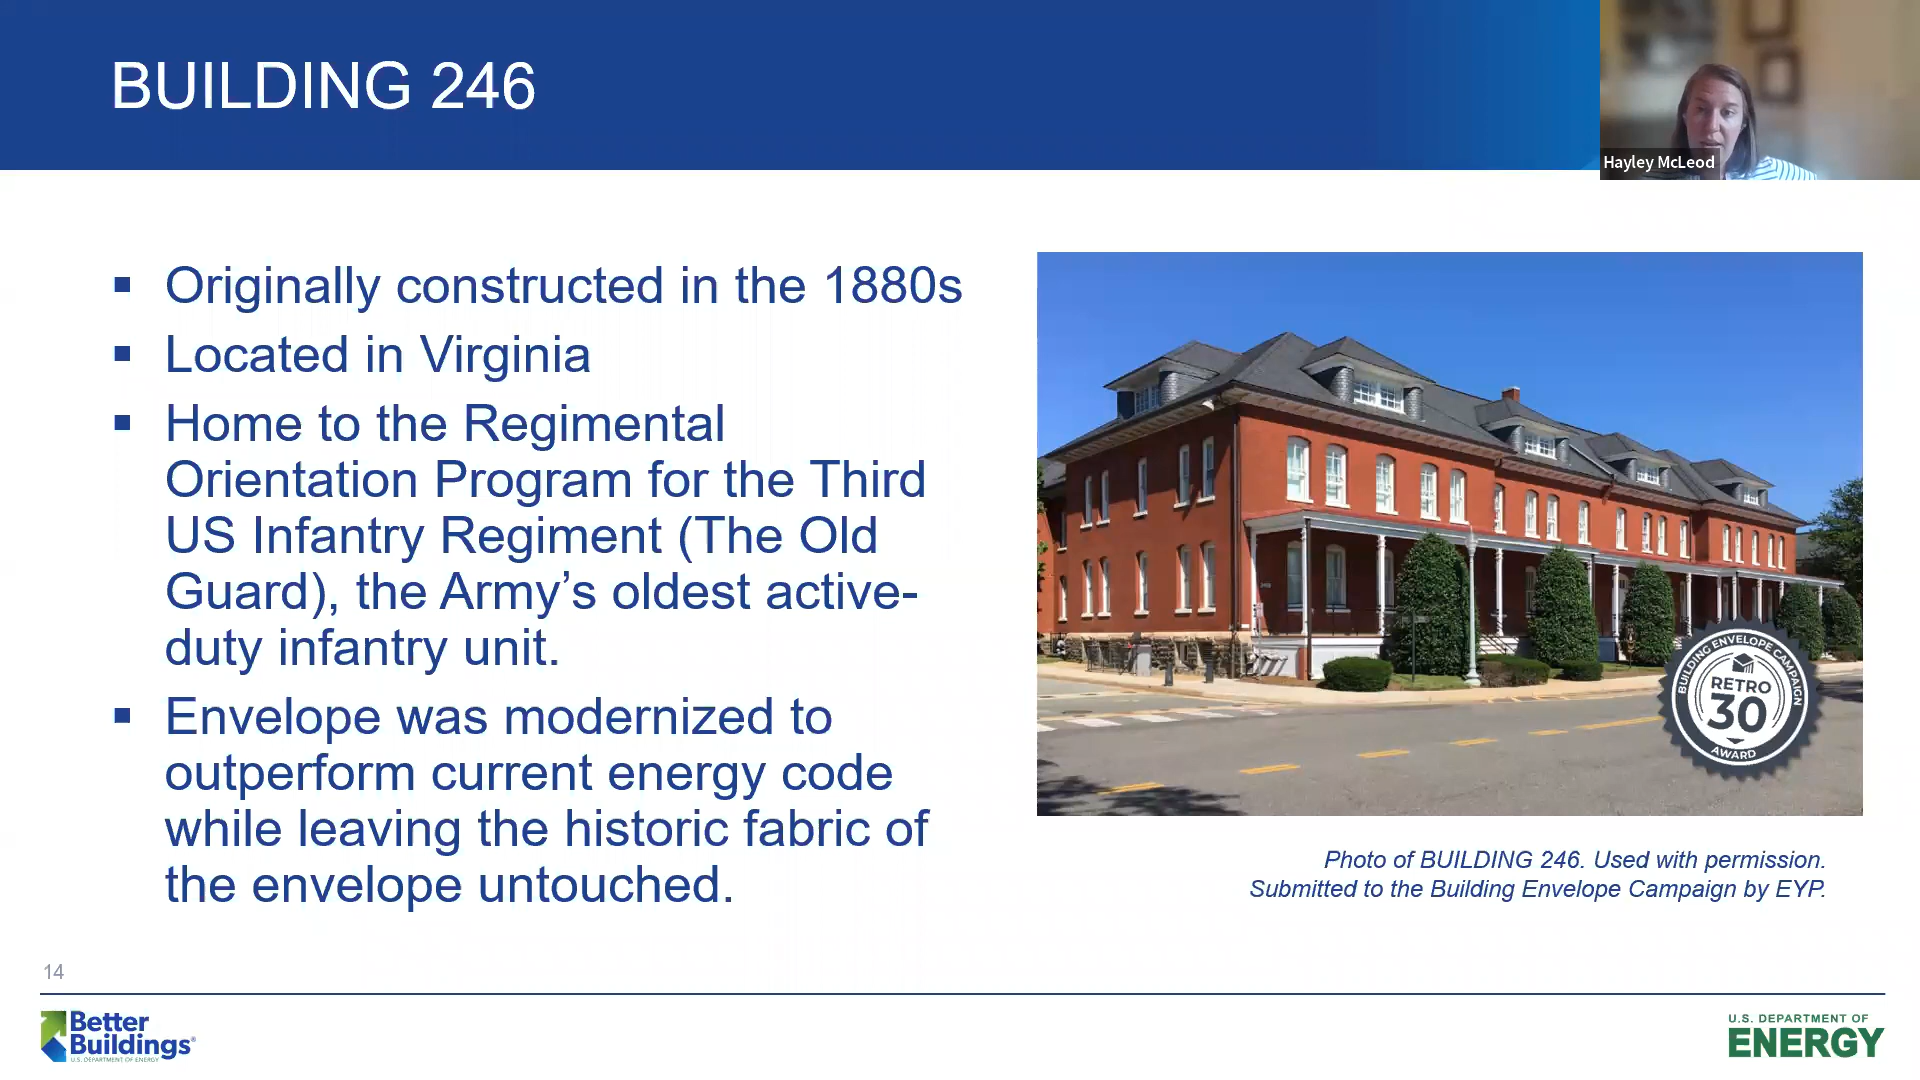 BUILDING 246
Hayley McLeod
▪ Originally constructed in the 1880s
▪ Located in Virginia
▪ Home to the Regimental
Orientation Program for the Third
US Infantry Regiment (The Old
Guard), the Army’s oldest active-
duty infantry unit.
▪ Envelope was modernized to
outperform current energy code
while leaving the historic fabric of
the envelope untouched.
BUILDING ENVELOPE CAMPAIGN
RETRO
30
AWARD
Photo of BUILDING 246. Used with permission.
Submitted to the Building Envelope Campaign by EYP.
14
Better
Buildings®
U.S. DEPARTMENT OF ENERGY
U.S. DEPARTMENT OF
ENERGY